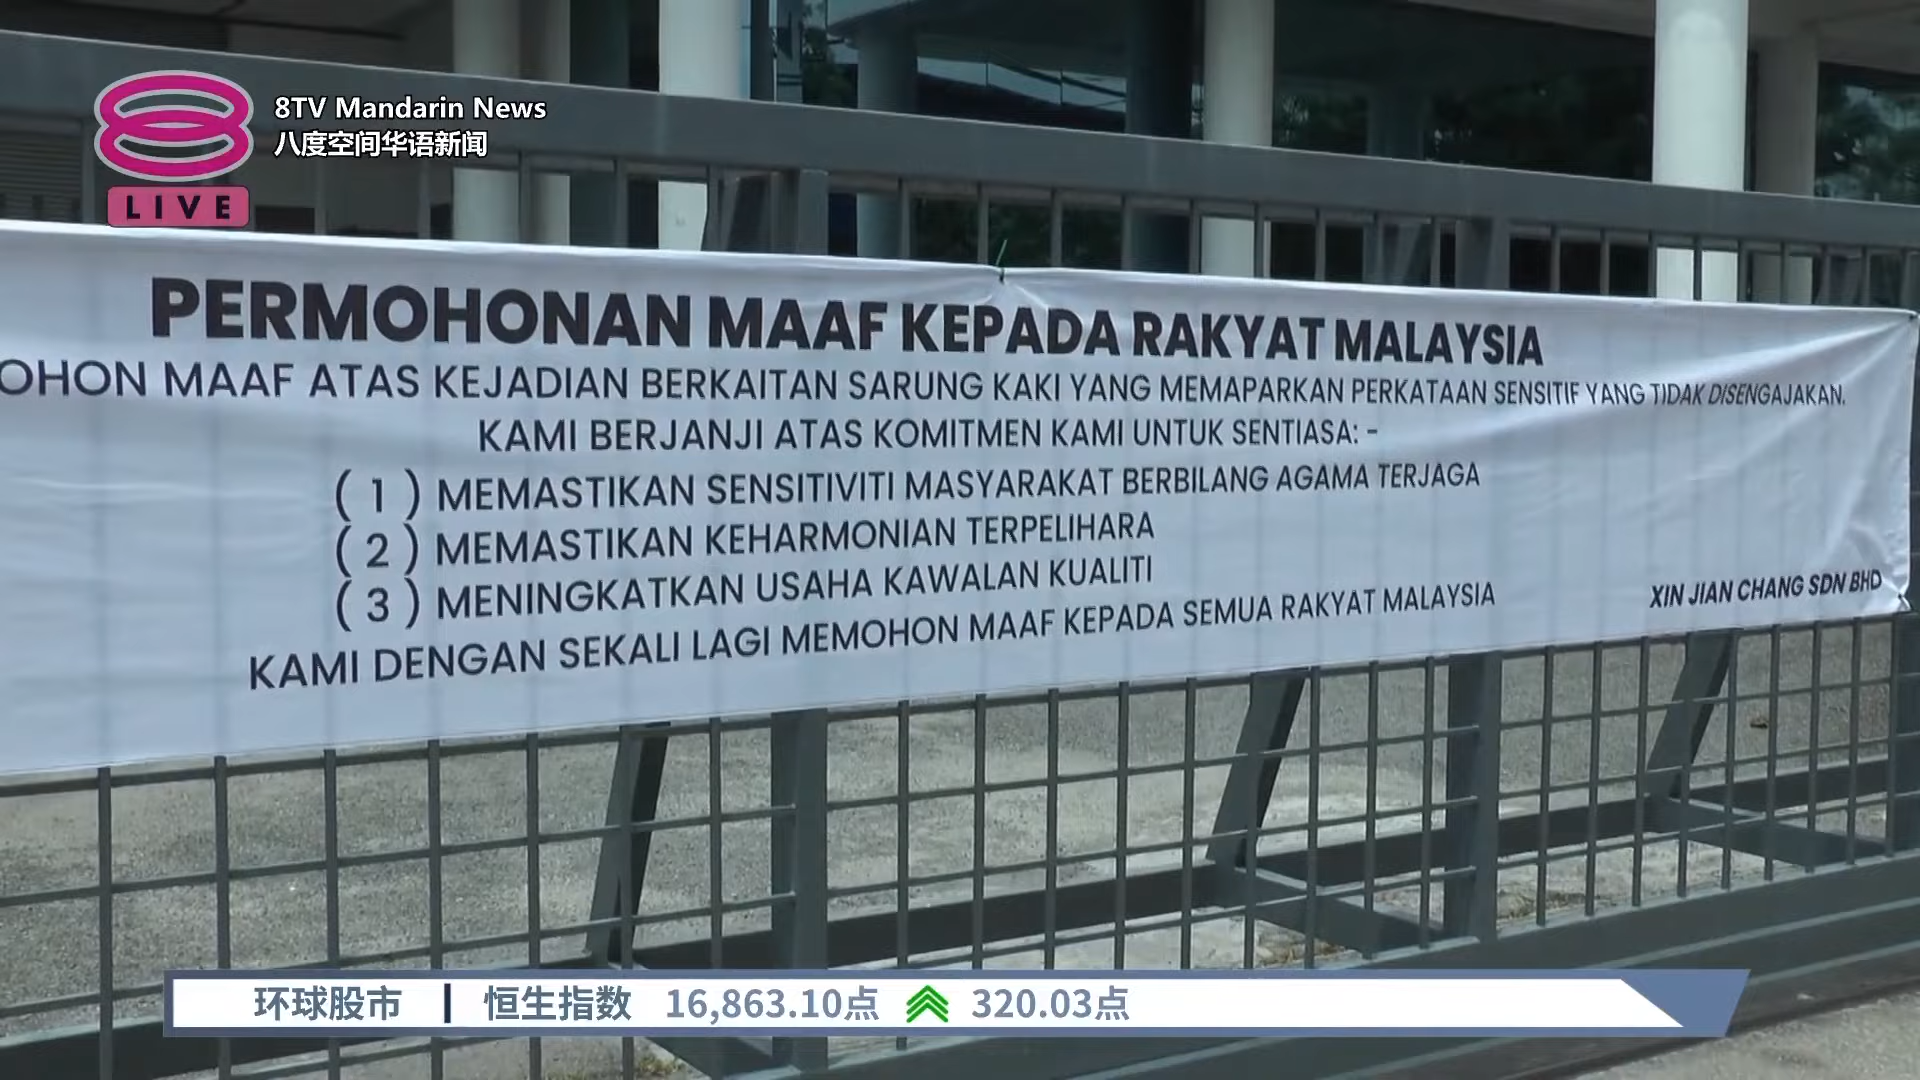 8TV Mandarin News
八度空间华语新闻
LIVE
PERMOHONAN MAAF KEPADA RAKYAT MALAYSIA
OHON MAAF ATAS KEJADIAN BERKAITAN SARUNG KAKI YANG MEMAPARKAN PERKATAAN SENSITIF YANG TIDAK DISENGAJAKAN.
KAMI BERJANJI ATAS KOMITMEN KAMI UNTUK SENTIASA: -
( 1 ) MEMASTIKAN SENSITIVITI MASYARAKAT BERBILANG AGAMA TERJAGA
( 2 ) MEMASTIKAN KEHARMONIAN TERPELIHARA
( 3 ) MENINGKATKAN USAHA KAWALAN KUALITI
KAMI DENGAN SEKALI LAGI MEMOHON MAAF KEPADA SEMUA RAKYAT MALAYSIA
XIN JIAN CHANG SDN BHD
环球股市 | 恒生指数 16,863.10点 320.03点